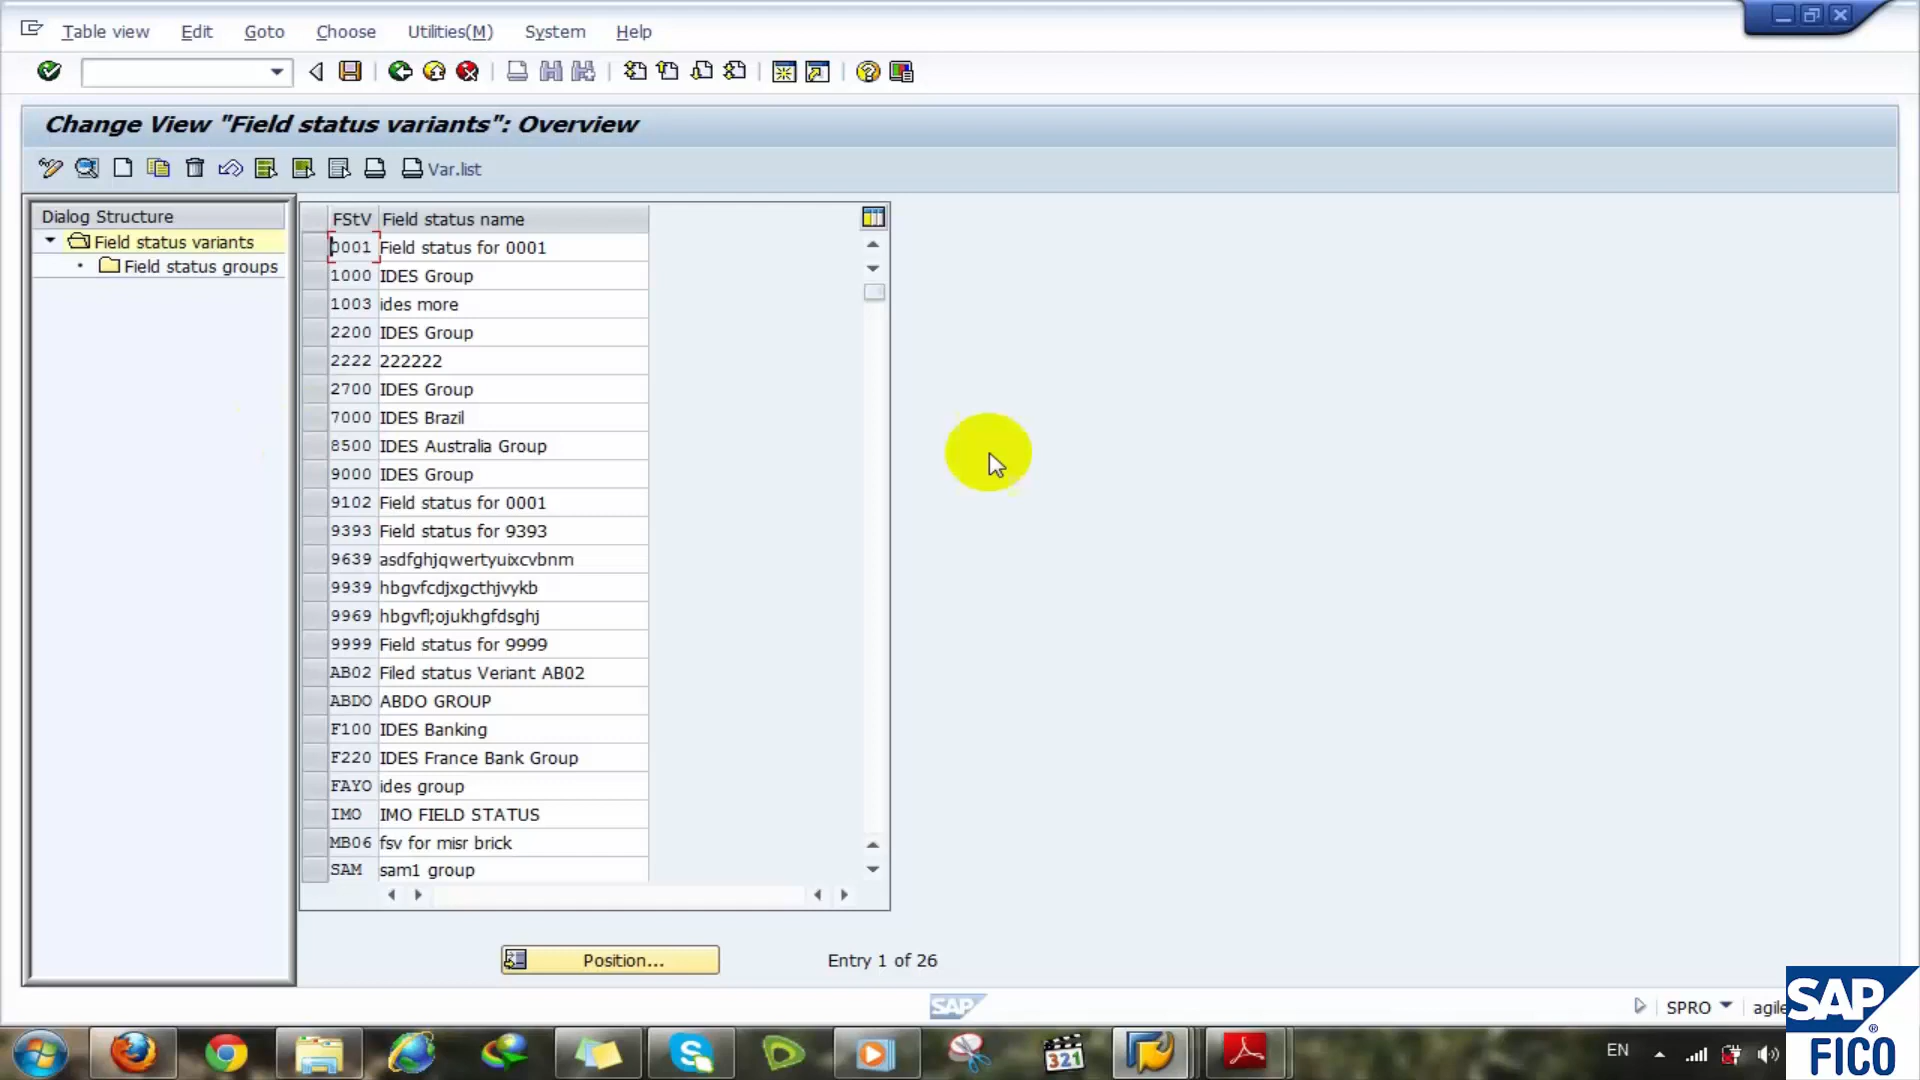 Table view Edit Goto Choose Utilities(M) System Help
Change View "Field status variants": Overview
Var.list
Dialog Structure
Field status variants
Field status groups
FStV Field status name
0001 Field status for 0001
1000 IDES Group
1003 ides more
2200 IDES Group
2222 222222
2700 IDES Group
7000 IDES Brazil
8500 IDES Australia Group
9000 IDES Group
9102 Field status for 0001
9393 Field status for 9393
9639 asdfghjqwertyuixcvbnm
9939 hbgvfcdjxgcthjvykb
9969 hbgvfl;ojukhgfdsghj
9999 Field status for 9999
AB02 Filed status Veriant AB02
ABDO ABDO GROUP
F100 IDES Banking
F220 IDES France Bank Group
FAYO ides group
IMO IMO FIELD STATUS
MB06 fsv for misr brick
SAM sam1 group
Position... Entry 1 of 26
SAP
SPRO agile
SAP ®
FICO
321
EN